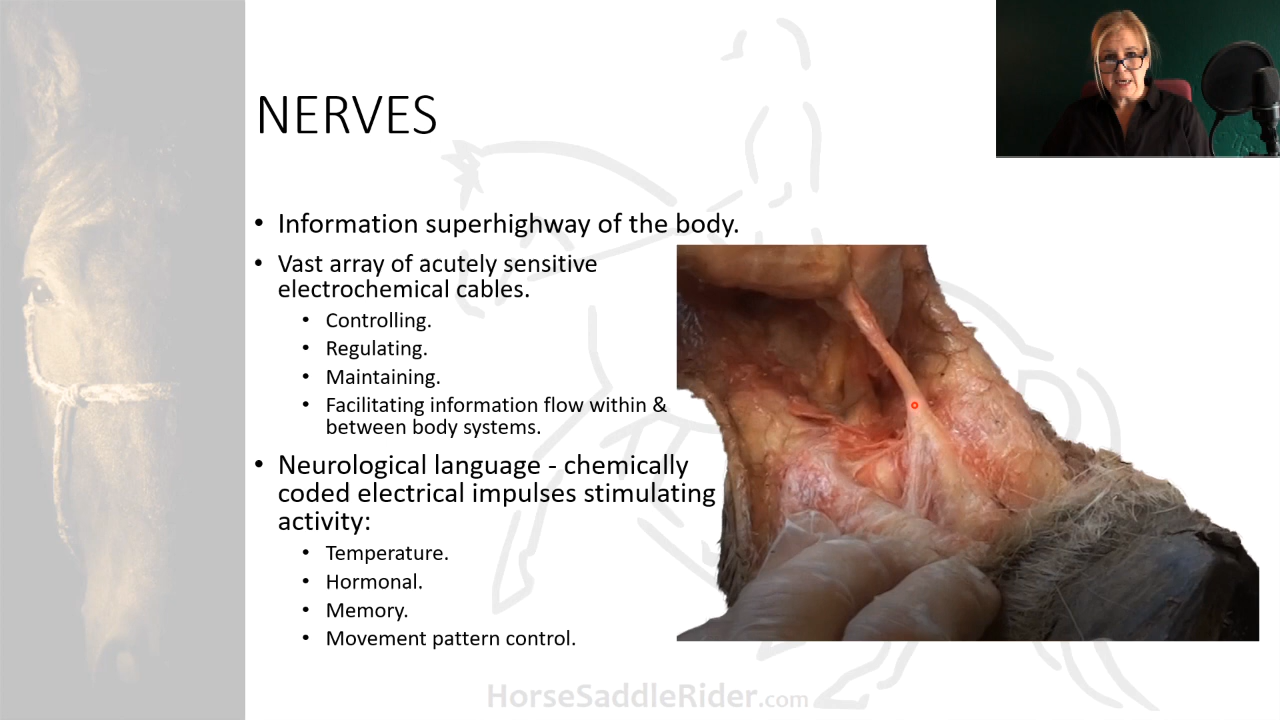 NERVES
• Information superhighway of the body.
• Vast array of acutely sensitive
electrochemical cables.
• Controlling.
• Regulating.
• Maintaining.
• Facilitating information flow within &
between body systems.
• Neurological language - chemically
coded electrical impulses stimulating
activity:
• Temperature.
• Hormonal.
• Memory.
• Movement pattern control.
HorseSaddleRider.com